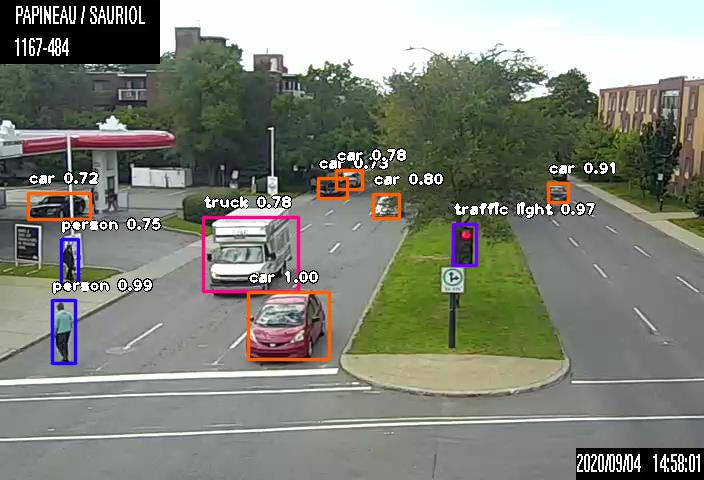 PAPINEAU / SAURIOL
1167-484
car 0.78
car 0.73
car 0.91
car 0.72
car 0.80
truck 0.78
traffic light 0.97
person 0.75
car 1.00
person 0.99
2020/09/04 14:58:01